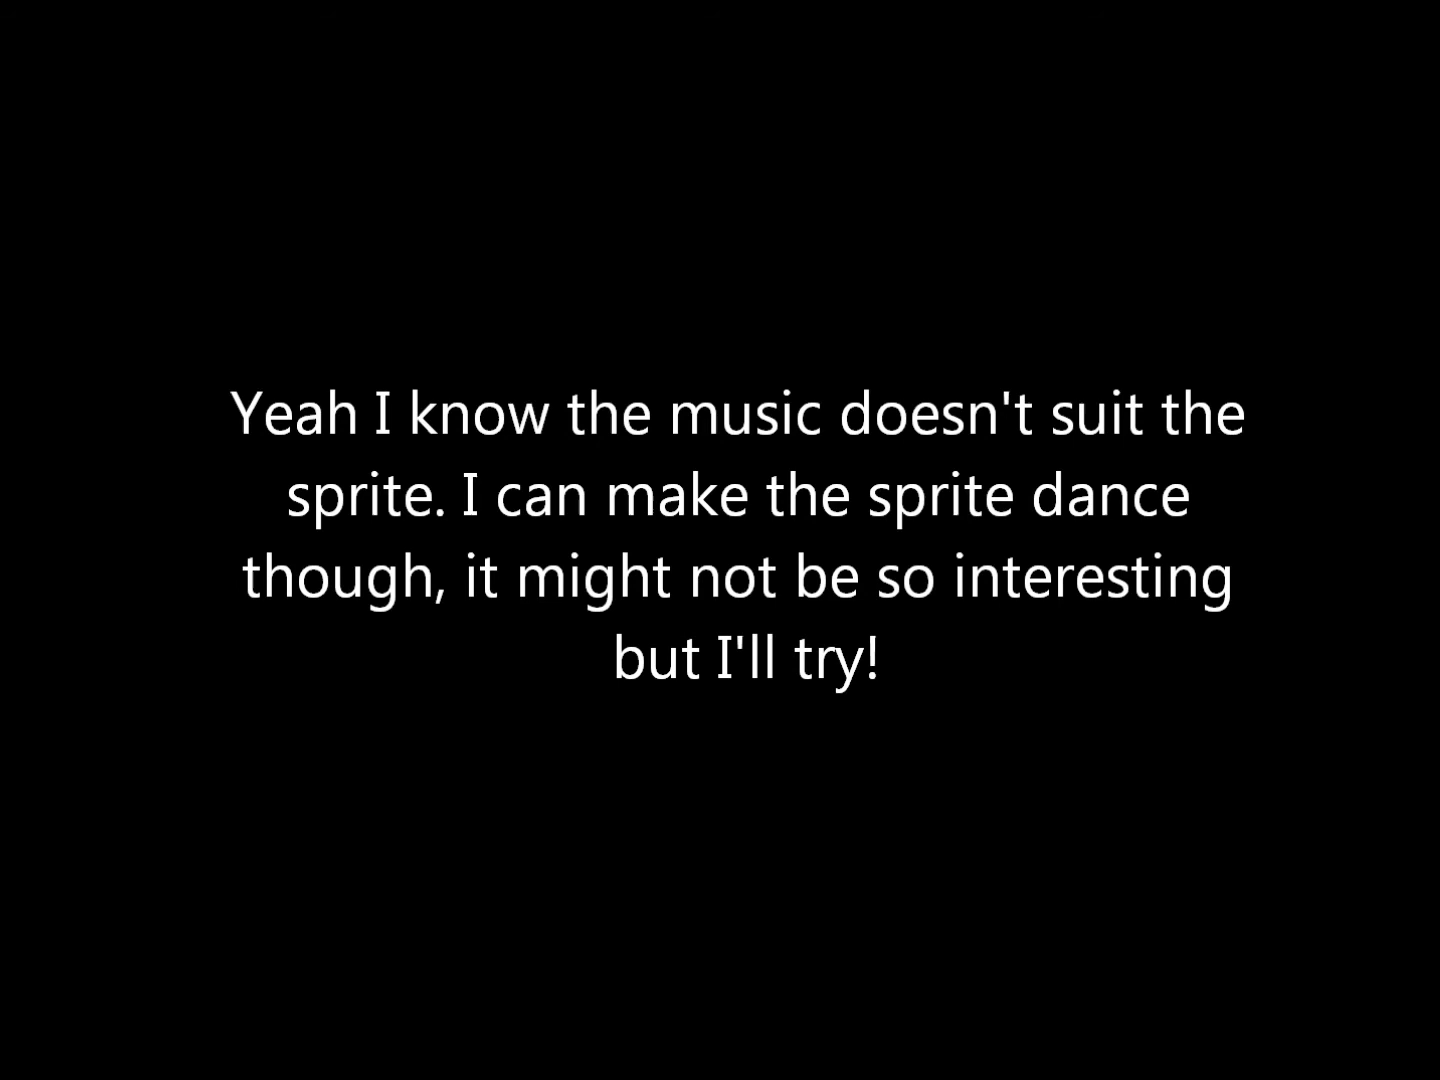 Yeah I know the music doesn't suit the
sprite. I can make the sprite dance
though, it might not be so interesting
but I'll try!